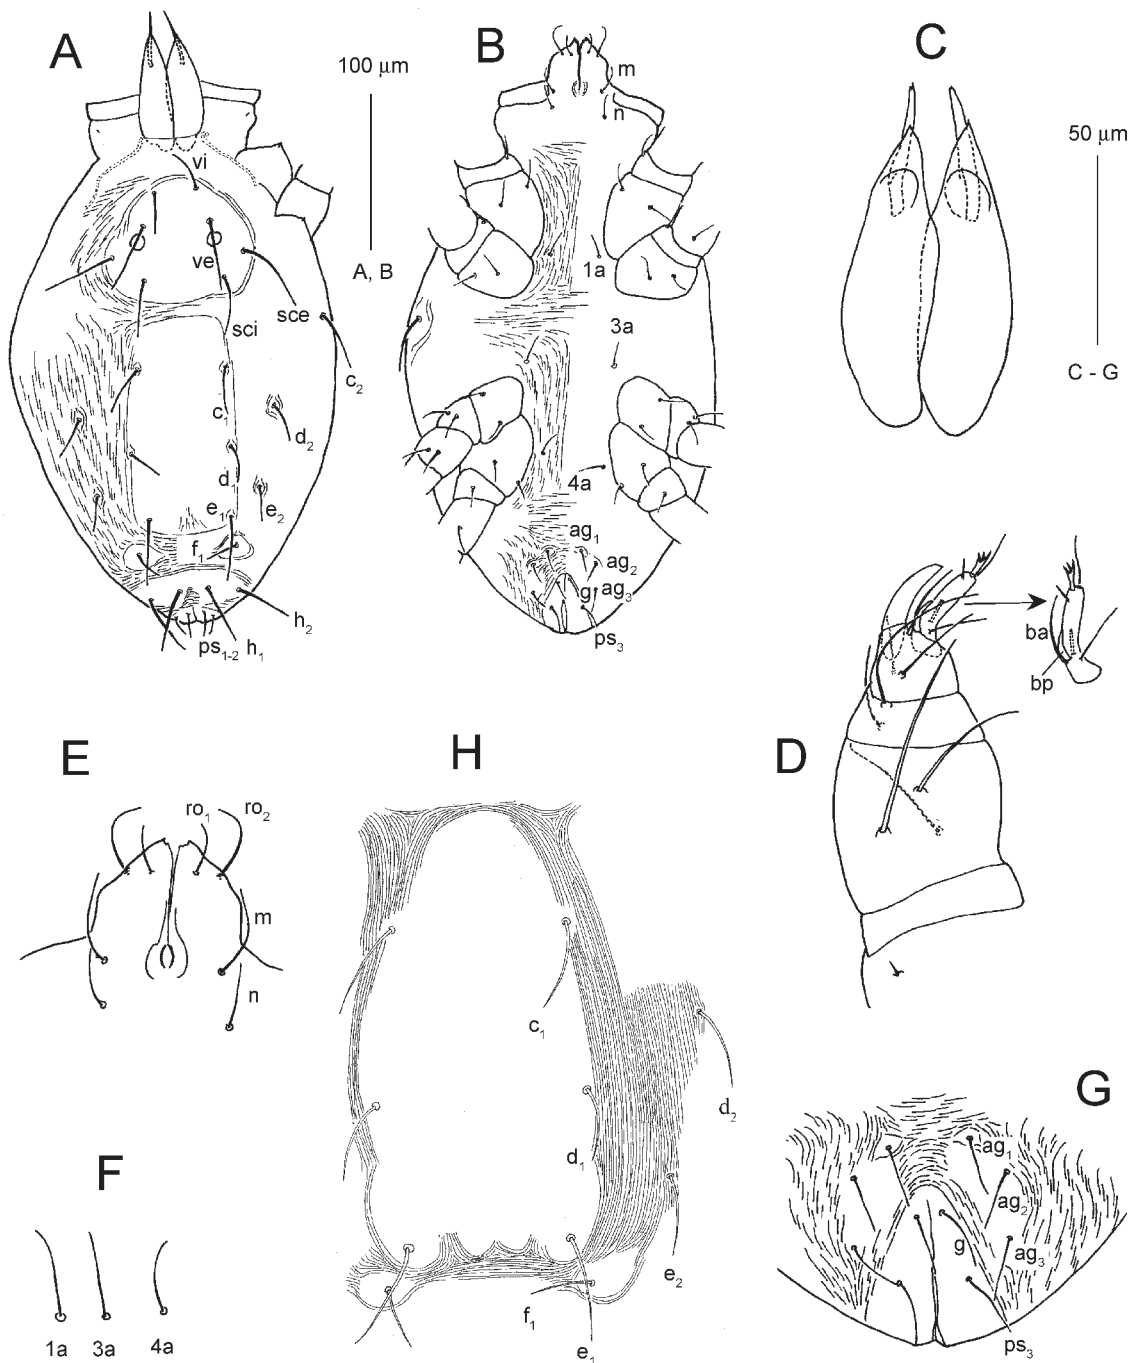 A
B
C
100 µm
A, B
50 µm
C - G
vi
ve
sci
sce
c₂
c₁
d₂
d
e₁
e₂
f₁
h₂
ps₁₋₂
h₁
m
n
1a
3a
4a
ag₁
ag₂
ag₃
g
ps₃
D
ba
bp
E
ro₁
ro₂
m
n
H
c₁
d₂
d₁
e₂
f₁
e₁
F
1a
3a
4a
G
ag₁
ag₂
ag₃
g
ps₃